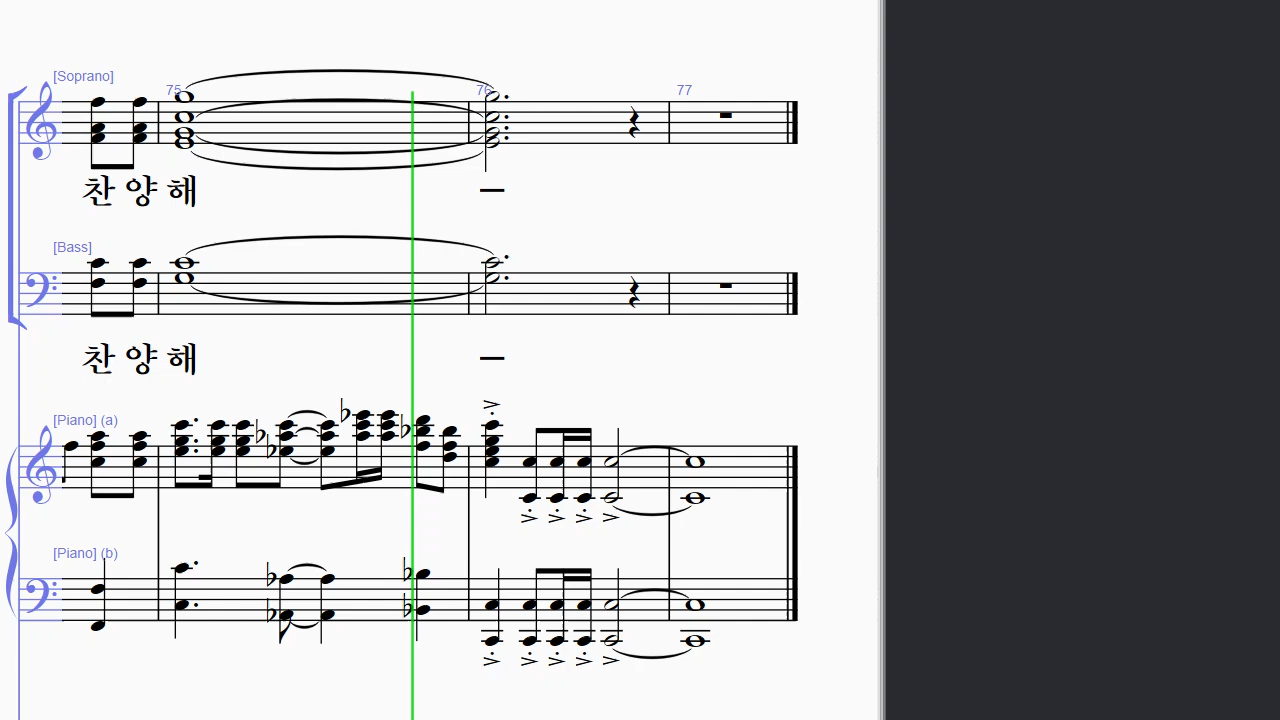 [Soprano]
75 76 77
찬 양 해 –
[Bass]
찬 양 해 –
[Piano] (a)
[Piano] (b)